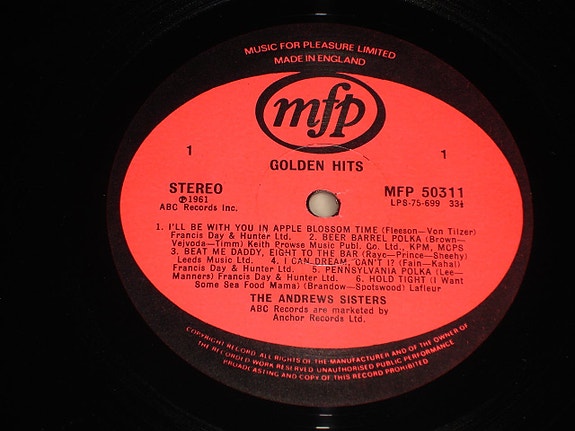 MUSIC FOR PLEASURE LIMITED
MADE IN ENGLAND
mfp
GOLDEN HITS
1
1
STEREO
℗1961
ABC Records Inc.
MFP 50311
LPS-75-699 33⅓
1. I'LL BE WITH YOU IN APPLE BLOSSOM TIME (Fleeson—Von Tilzer)
Francis Day & Hunter Ltd. 2. BEER BARREL POLKA (Brown—
Vejvoda—Timm) Keith Prowse Music Publ. Co. Ltd., KPM, MCPS
3. BEAT ME DADDY, EIGHT TO THE BAR (Raye—Prince—Sheehy)
Leeds Music Ltd. 4. I CAN DREAM, CAN'T I? (Fain—Kahal)
Francis Day & Hunter Ltd. 5. PENNSYLVANIA POLKA (Lee—
Manners) Francis Day & Hunter Ltd. 6. HOLD TIGHT (I Want
Some Sea Food Mama) (Brandow—Spotswood) Lafleur
THE ANDREWS SISTERS
ABC Records are marketed by
Anchor Records Ltd.
COPYRIGHT RECORD. ALL RIGHTS OF THE MANUFACTURER AND OF THE OWNER OF
THE RECORDED WORK RESERVED UNAUTHORISED PUBLIC PERFORMANCE
BROADCASTING AND COPY OF THIS RECORD PROHIBITED